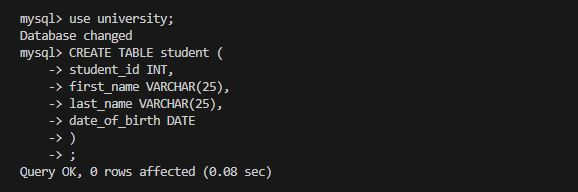 mysql> use university;
Database changed
mysql> CREATE TABLE student (
    -> student_id INT,
    -> first_name VARCHAR(25),
    -> last_name VARCHAR(25),
    -> date_of_birth DATE
    -> )
    -> ;
Query OK, 0 rows affected (0.08 sec)